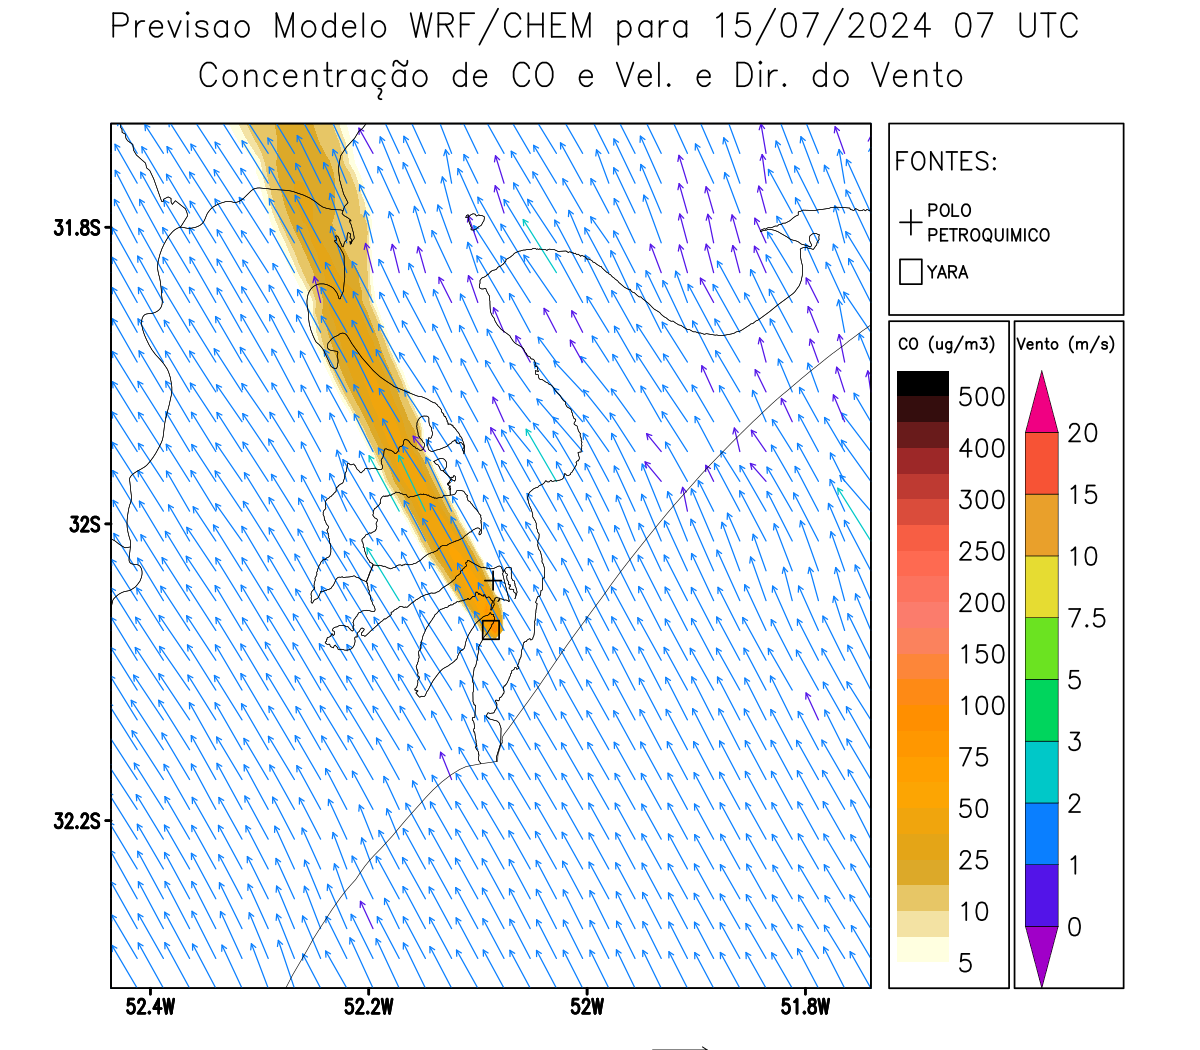 Previsao Modelo WRF/CHEM para 15/07/2024 07 UTC
Concentração de CO e Vel. e Dir. do Vento
FONTES:
POLO
PETROQUIMICO
YARA
CO (ug/m3)
500
400
300
250
200
150
100
75
50
25
10
5
Vento (m/s)
20
15
10
7.5
5
3
2
1
0
31.8S
32S
32.2S
52.4W
52.2W
52W
51.8W